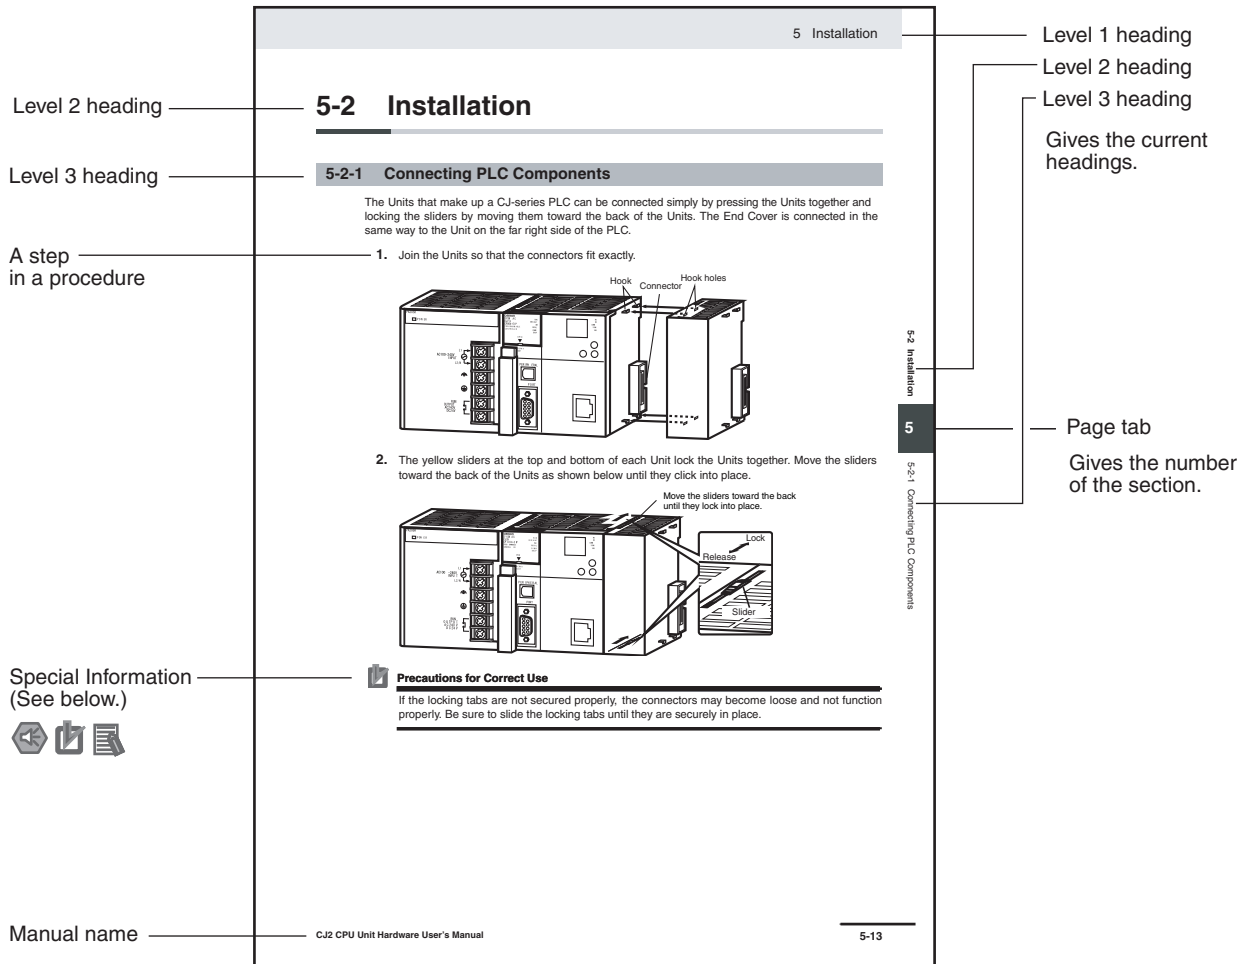 5 Installation
Level 1 heading
Level 2 heading
Level 3 heading
Gives the current
headings.
Level 2 heading
5-2 Installation
Level 3 heading
5-2-1 Connecting PLC Components
The Units that make up a CJ-series PLC can be connected simply by pressing the Units together and
locking the sliders by moving them toward the back of the Units. The End Cover is connected in the
same way to the Unit on the far right side of the PLC.
A step
in a procedure
1. Join the Units so that the connectors fit exactly.
Hook
Connector
Hook holes
5-2 Installation
5
Page tab
Gives the number
of the section.
5-2-1 Connecting PLC Components
2. The yellow sliders at the top and bottom of each Unit lock the Units together. Move the sliders
toward the back of the Units as shown below until they click into place.
Move the sliders toward the back
until they lock into place.
Lock
Release
Slider
Special Information
(See below.)
Precautions for Correct Use
If the locking tabs are not secured properly, the connectors may become loose and not function
properly. Be sure to slide the locking tabs until they are securely in place.
Manual name
CJ2 CPU Unit Hardware User's Manual
5-13